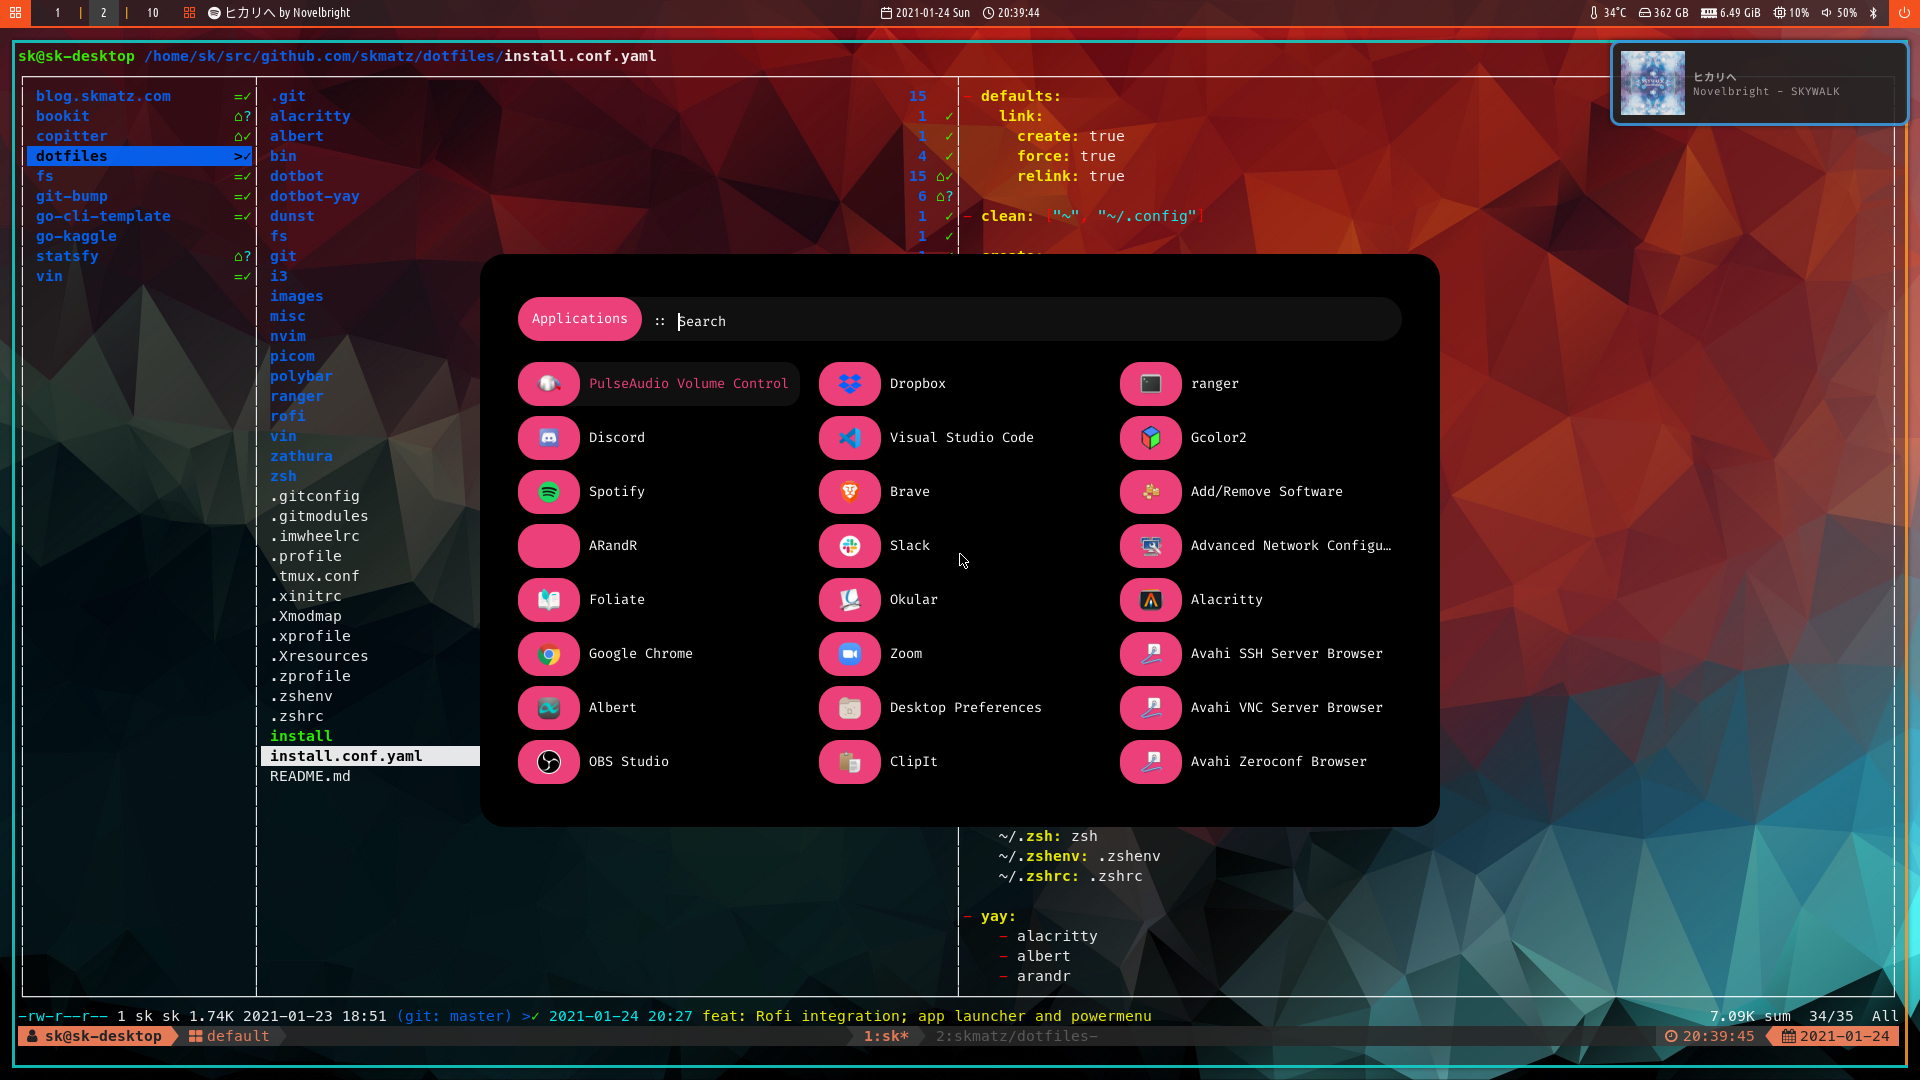 1 | 2 | 10 ヒカリへ by Novelbright 2021-01-24 Sun 20:39:44 34°C 362 GB 6.49 GiB 10% 50%
sk@sk-desktop /home/sk/src/github.com/skmatz/dotfiles/install.conf.yaml
ヒカリへ
Novelbright - SKYWALK
blog.skmatz.com =✓
bookit ⌂?
copitter ⌂✓
dotfiles >✓
fs =✓
git-bump =✓
go-cli-template =✓
go-kaggle
statsfy ⌂?
vin =✓
.git 15
alacritty 1 ✓
albert 1 ✓
bin 4 ✓
dotbot 15 ⌂✓
dotbot-yay 6 ⌂?
dunst 1 ✓
fs 1 ✓
git
i3
images
misc
nvim
picom
polybar
ranger
rofi
vin
zathura
zsh
.gitconfig
.gitmodules
.imwheelrc
.profile
.tmux.conf
.xinitrc
.Xmodmap
.xprofile
.Xresources
.zprofile
.zshenv
.zshrc
install
install.conf.yaml
README.md
- defaults:
link:
create: true
force: true
relink: true
- clean: ["~", "~/.config"]
Applications :: Search
PulseAudio Volume Control
Dropbox
ranger
Discord
Visual Studio Code
Gcolor2
Spotify
Brave
Add/Remove Software
ARandR
Slack
Advanced Network Configu…
Foliate
Okular
Alacritty
Google Chrome
Zoom
Avahi SSH Server Browser
Albert
Desktop Preferences
Avahi VNC Server Browser
OBS Studio
ClipIt
Avahi Zeroconf Browser
~/.zsh: zsh
~/.zshenv: .zshenv
~/.zshrc: .zshrc
- yay:
- alacritty
- albert
- arandr
-rw-r--r-- 1 sk sk 1.74K 2021-01-23 18:51 (git: master) >✓ 2021-01-24 20:27 feat: Rofi integration; app launcher and powermenu 7.09K sum 34/35 All
sk@sk-desktop default 1:sk* 2:skmatz/dotfiles- 20:39:45 2021-01-24